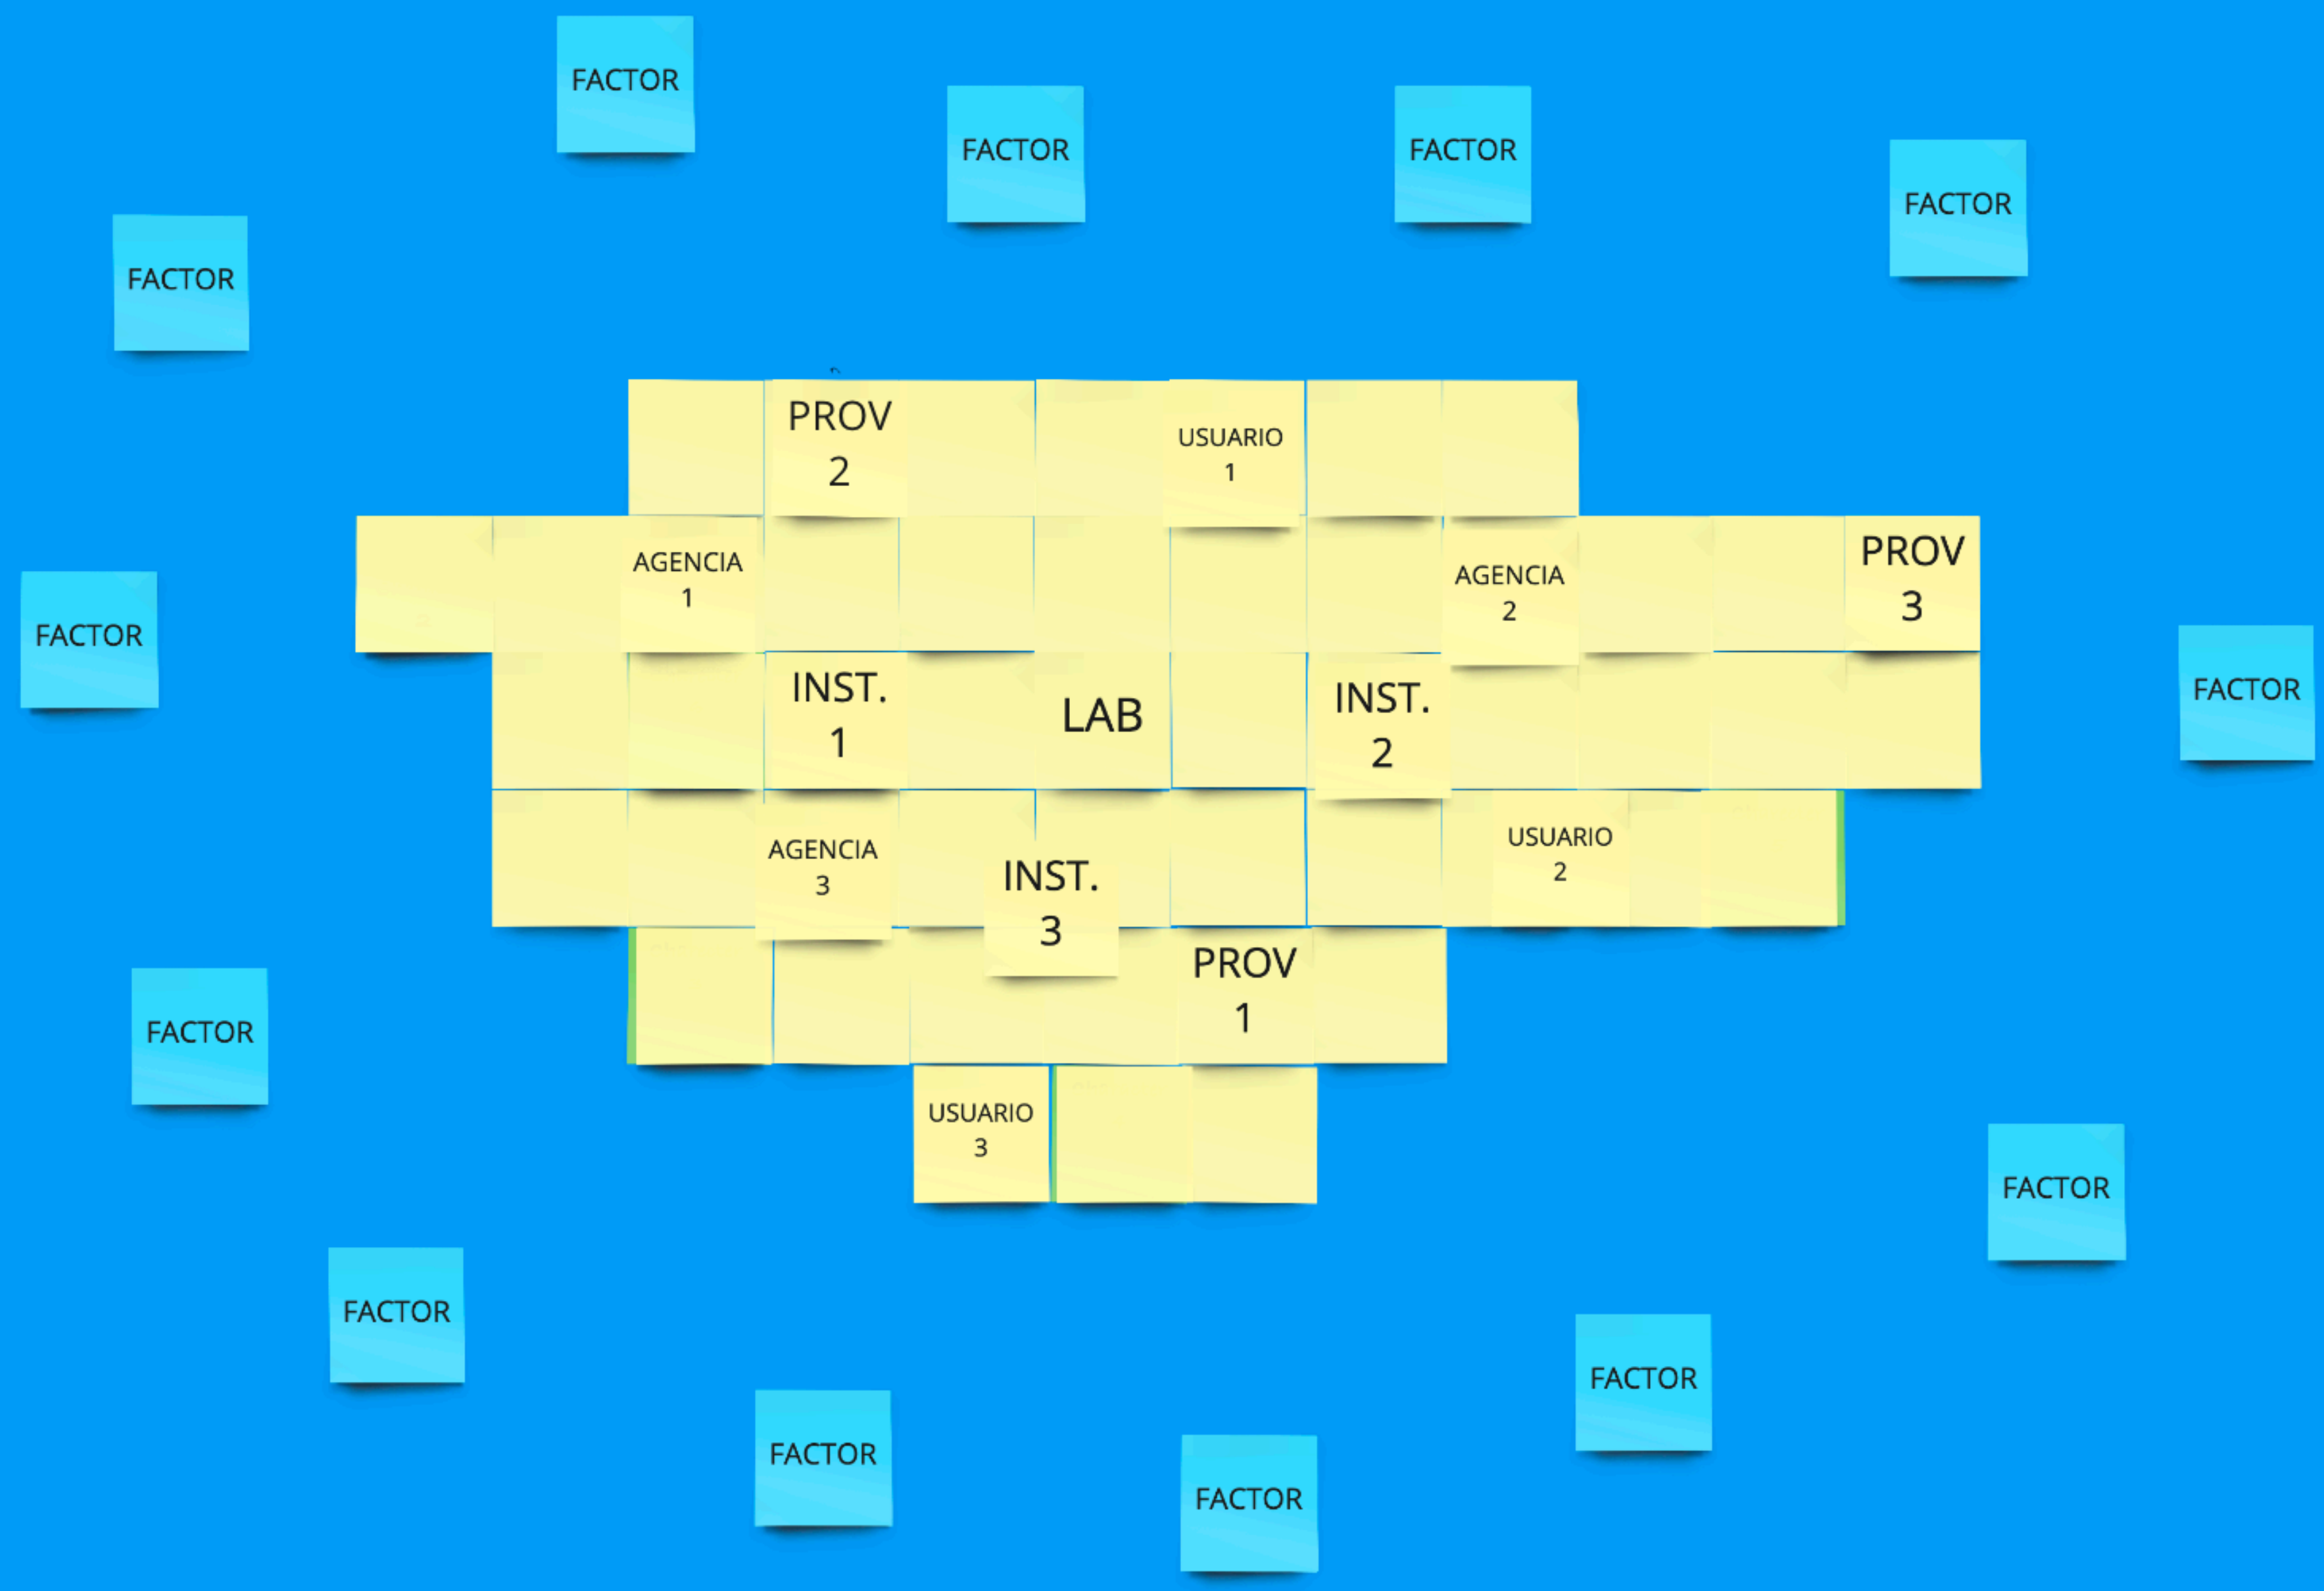 FACTOR
FACTOR
FACTOR
FACTOR
FACTOR
PROV
2
USUARIO
1
AGENCIA
1
AGENCIA
2
PROV
3
FACTOR
INST.
1
LAB
INST.
2
FACTOR
AGENCIA
3
INST.
3
USUARIO
2
PROV
1
FACTOR
USUARIO
3
FACTOR
FACTOR
FACTOR
FACTOR
FACTOR